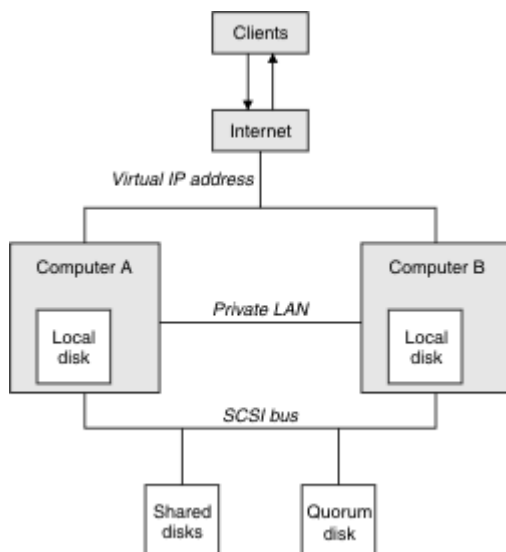 Clients
Internet
Virtual IP address
Computer A
Computer B
Private LAN
Local
disk
Local
disk
SCSI bus
Shared
disks
Quorum
disk